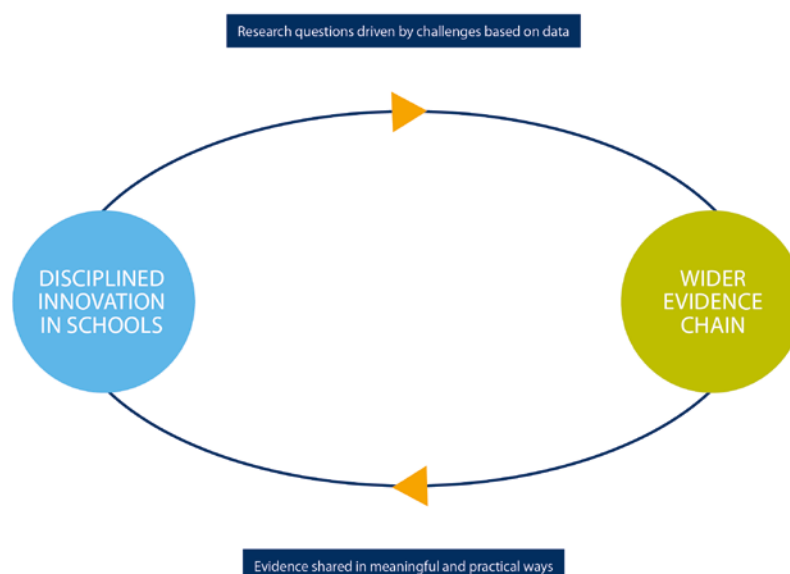 Research questions driven by challenges based on data
DISCIPLINED
INNOVATION
IN SCHOOLS
WIDER
EVIDENCE
CHAIN
Evidence shared in meaningful and practical ways